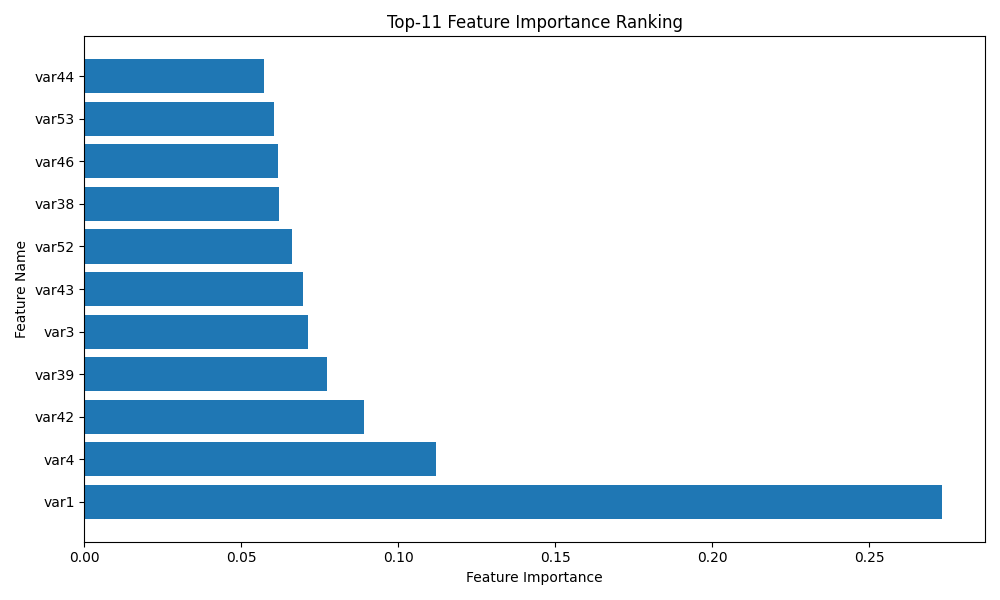 Top-11 Feature Importance Ranking
Feature Name
var44
var53
var46
var38
var52
var43
var3
var39
var42
var4
var1
0.00 0.05 0.10 0.15 0.20 0.25
Feature Importance